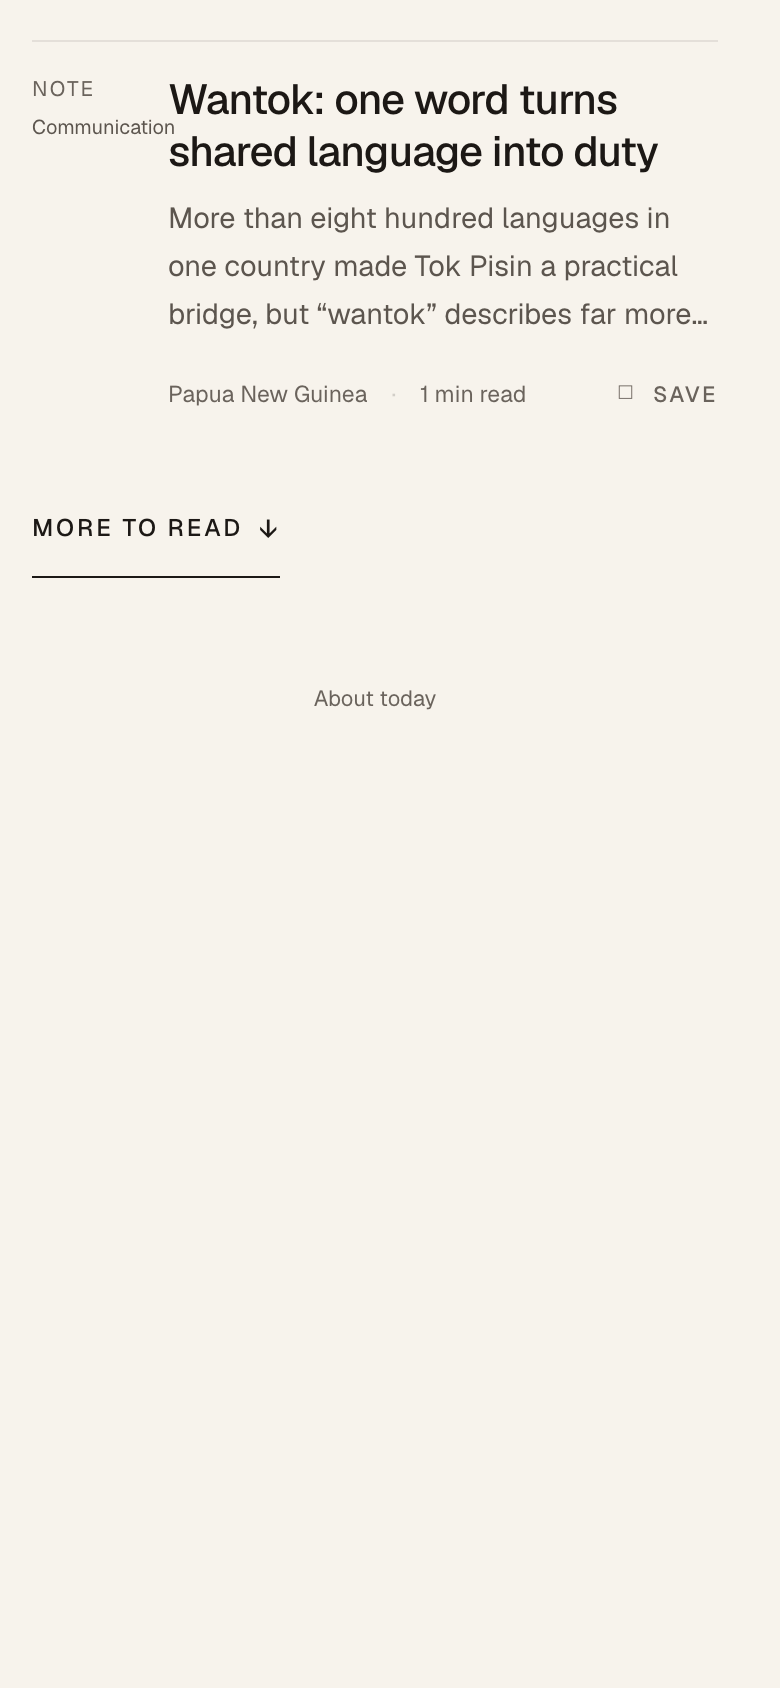 NOTE
Communication
Wantok: one word turns
shared language into duty
More than eight hundred languages in
one country made Tok Pisin a practical
bridge, but “wantok” describes far more...
Papua New Guinea · 1 min read
SAVE
MORE TO READ ↓
About today